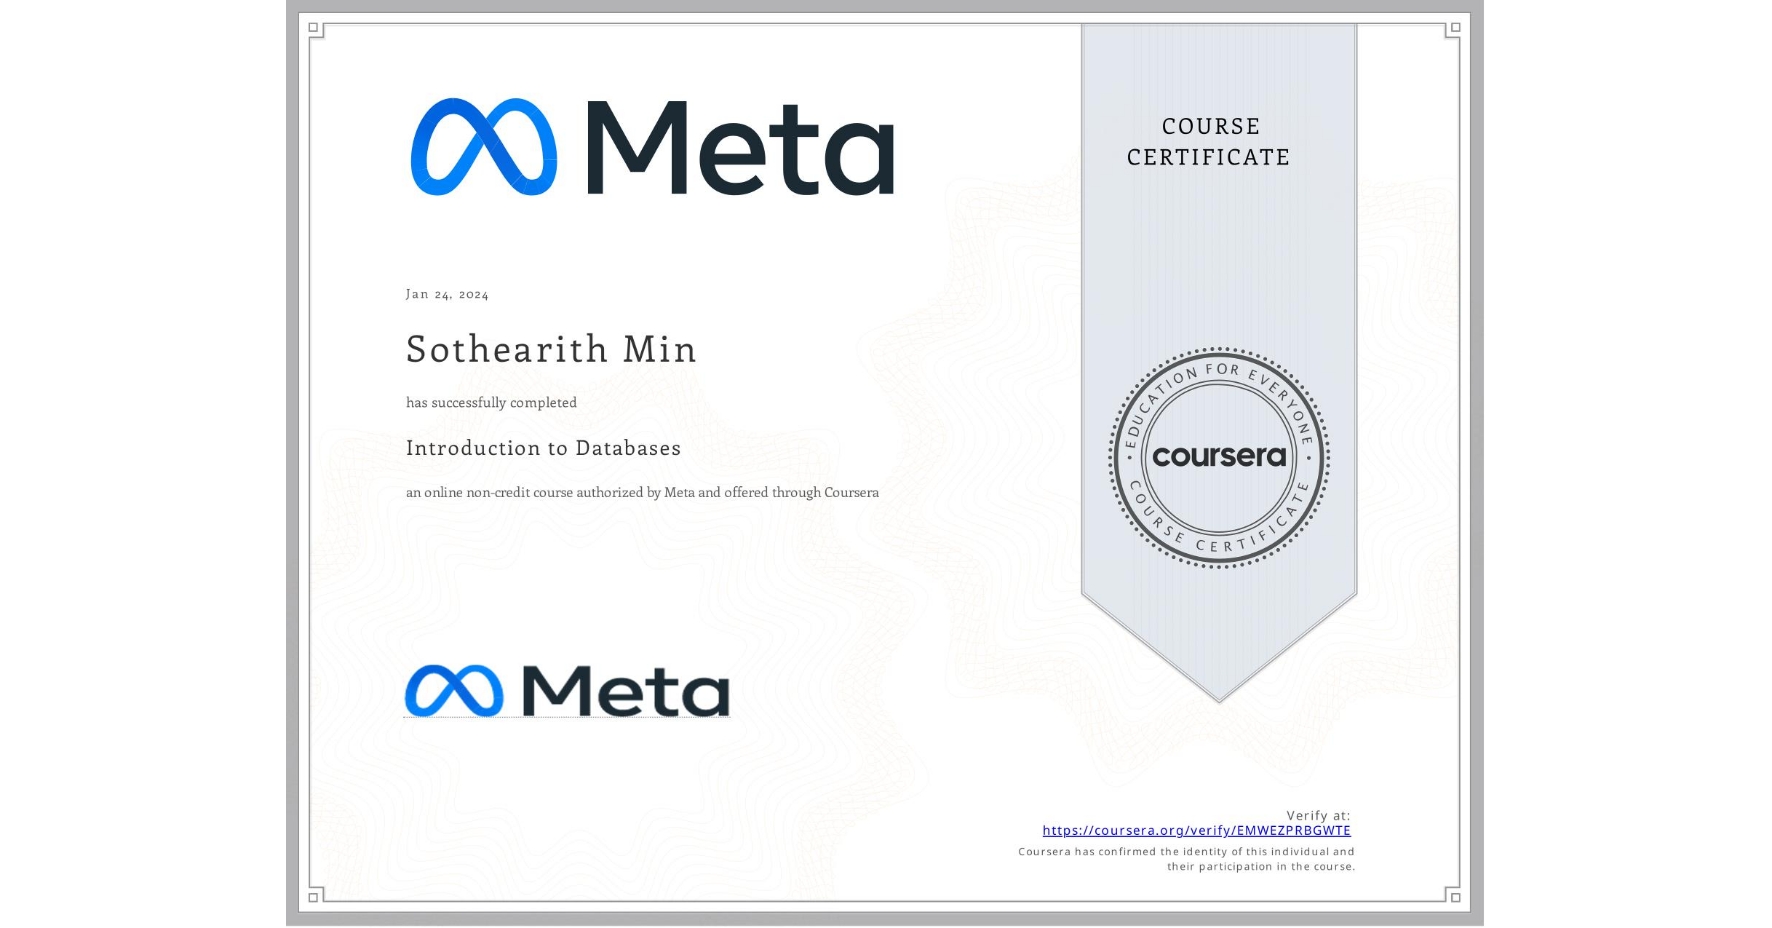 Meta
COURSE
CERTIFICATE
Jan 24, 2024
Sothearith Min
has successfully completed
Introduction to Databases
an online non-credit course authorized by Meta and offered through Coursera
EDUCATION FOR EVERYONE
coursera
COURSE CERTIFICATE
Meta
Verify at:
https://coursera.org/verify/EMWEZPRBGWTE
Coursera has confirmed the identity of this individual and
their participation in the course.